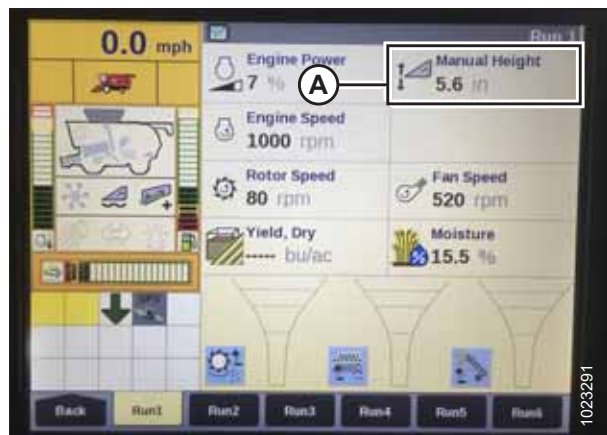 0.0 mph
Run 1
Engine Power
7 %
A
Manual Height
5.6 in
Engine Speed
1000 rpm
Rotor Speed
80 rpm
Fan Speed
520 rpm
Yield, Dry
----- bu/ac
Moisture
15.5 %
Back
Run1
Run2
Run3
Run4
Run5
Run6
1023291